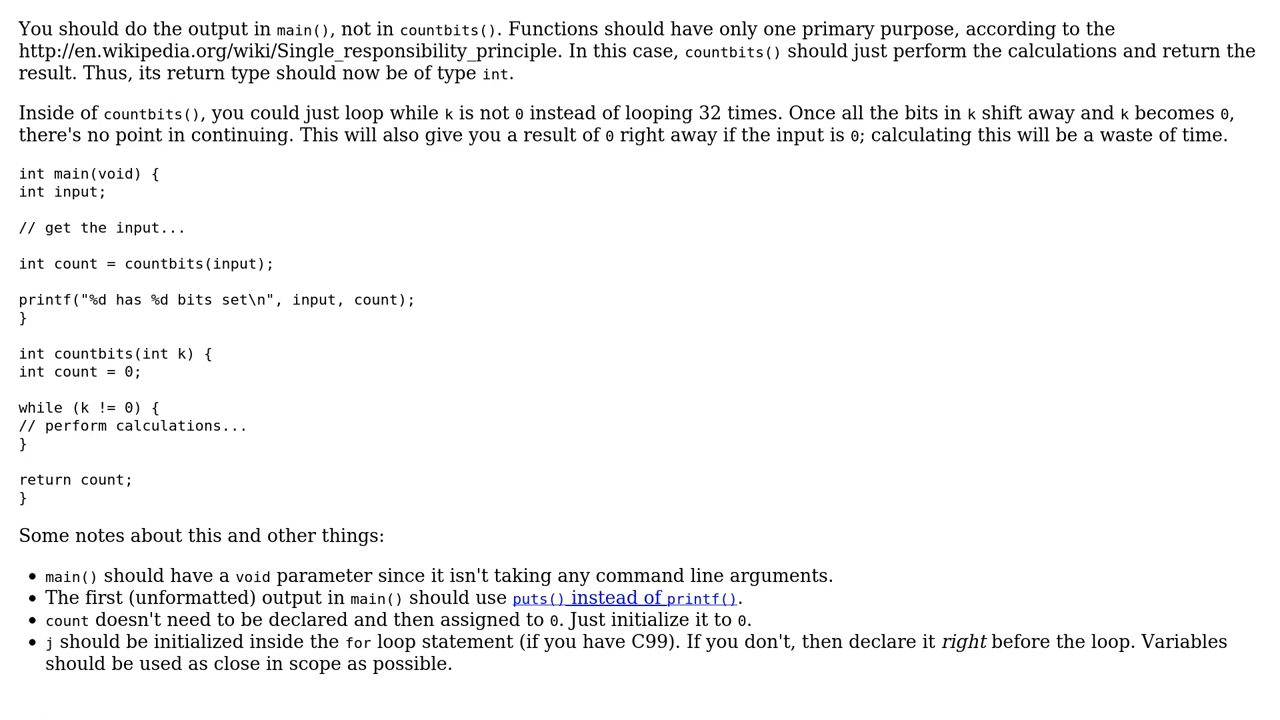 You should do the output in main(), not in countbits(). Functions should have only one primary purpose, according to the
http://en.wikipedia.org/wiki/Single_responsibility_principle. In this case, countbits() should just perform the calculations and return the
result. Thus, its return type should now be of type int.
Inside of countbits(), you could just loop while k is not 0 instead of looping 32 times. Once all the bits in k shift away and k becomes 0,
there's no point in continuing. This will also give you a result of 0 right away if the input is 0; calculating this will be a waste of time.
int main(void) {
int input;
// get the input...
int count = countbits(input);
printf("%d has %d bits set\n", input, count);
}
int countbits(int k) {
int count = 0;
while (k != 0) {
// perform calculations...
}
return count;
}
Some notes about this and other things:
• main() should have a void parameter since it isn't taking any command line arguments.
• The first (unformatted) output in main() should use puts() instead of printf().
• count doesn't need to be declared and then assigned to 0. Just initialize it to 0.
• j should be initialized inside the for loop statement (if you have C99). If you don't, then declare it right before the loop. Variables
should be used as close in scope as possible.